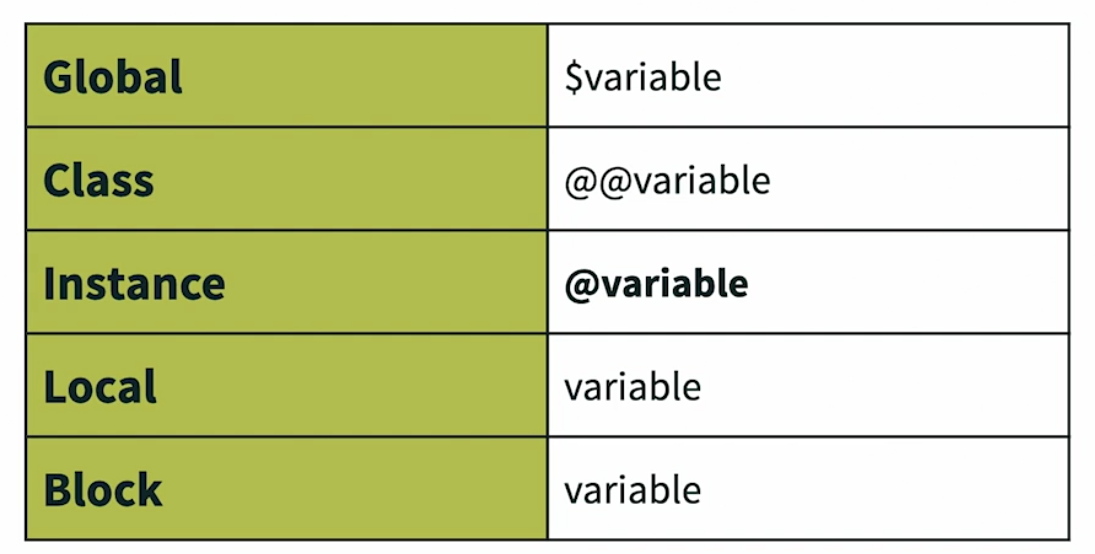 Global $variable
Class @@variable
Instance @variable
Local variable
Block variable